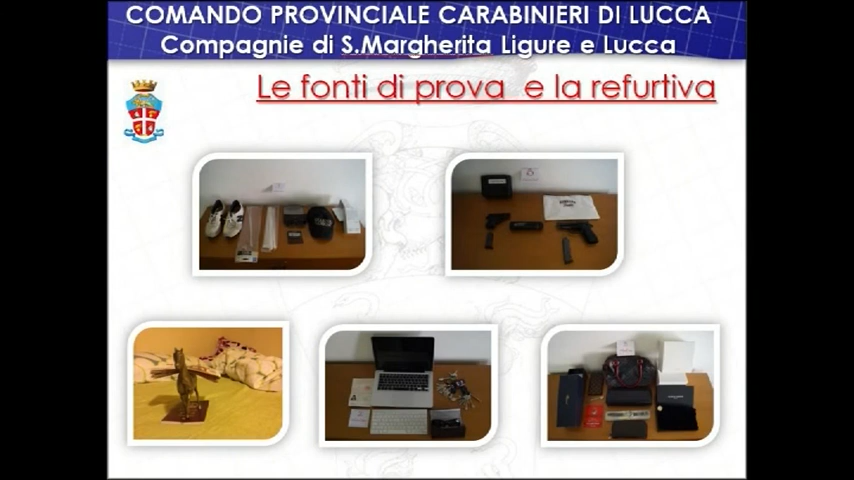 COMANDO PROVINCIALE CARABINIERI DI LUCCA
Compagnie di S.Margherita Ligure e Lucca
Le fonti di prova e la refurtiva